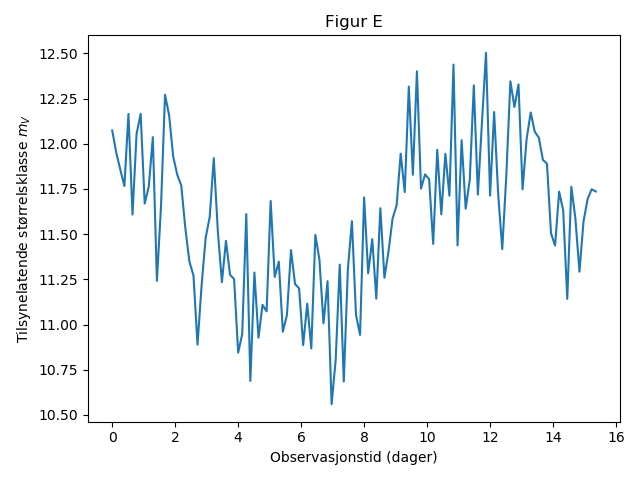 Figur E
Tilsynelatende størrelsklasse m_V
12.50
12.25
12.00
11.75
11.50
11.25
11.00
10.75
10.50
0 2 4 6 8 10 12 14 16
Observasjonstid (dager)